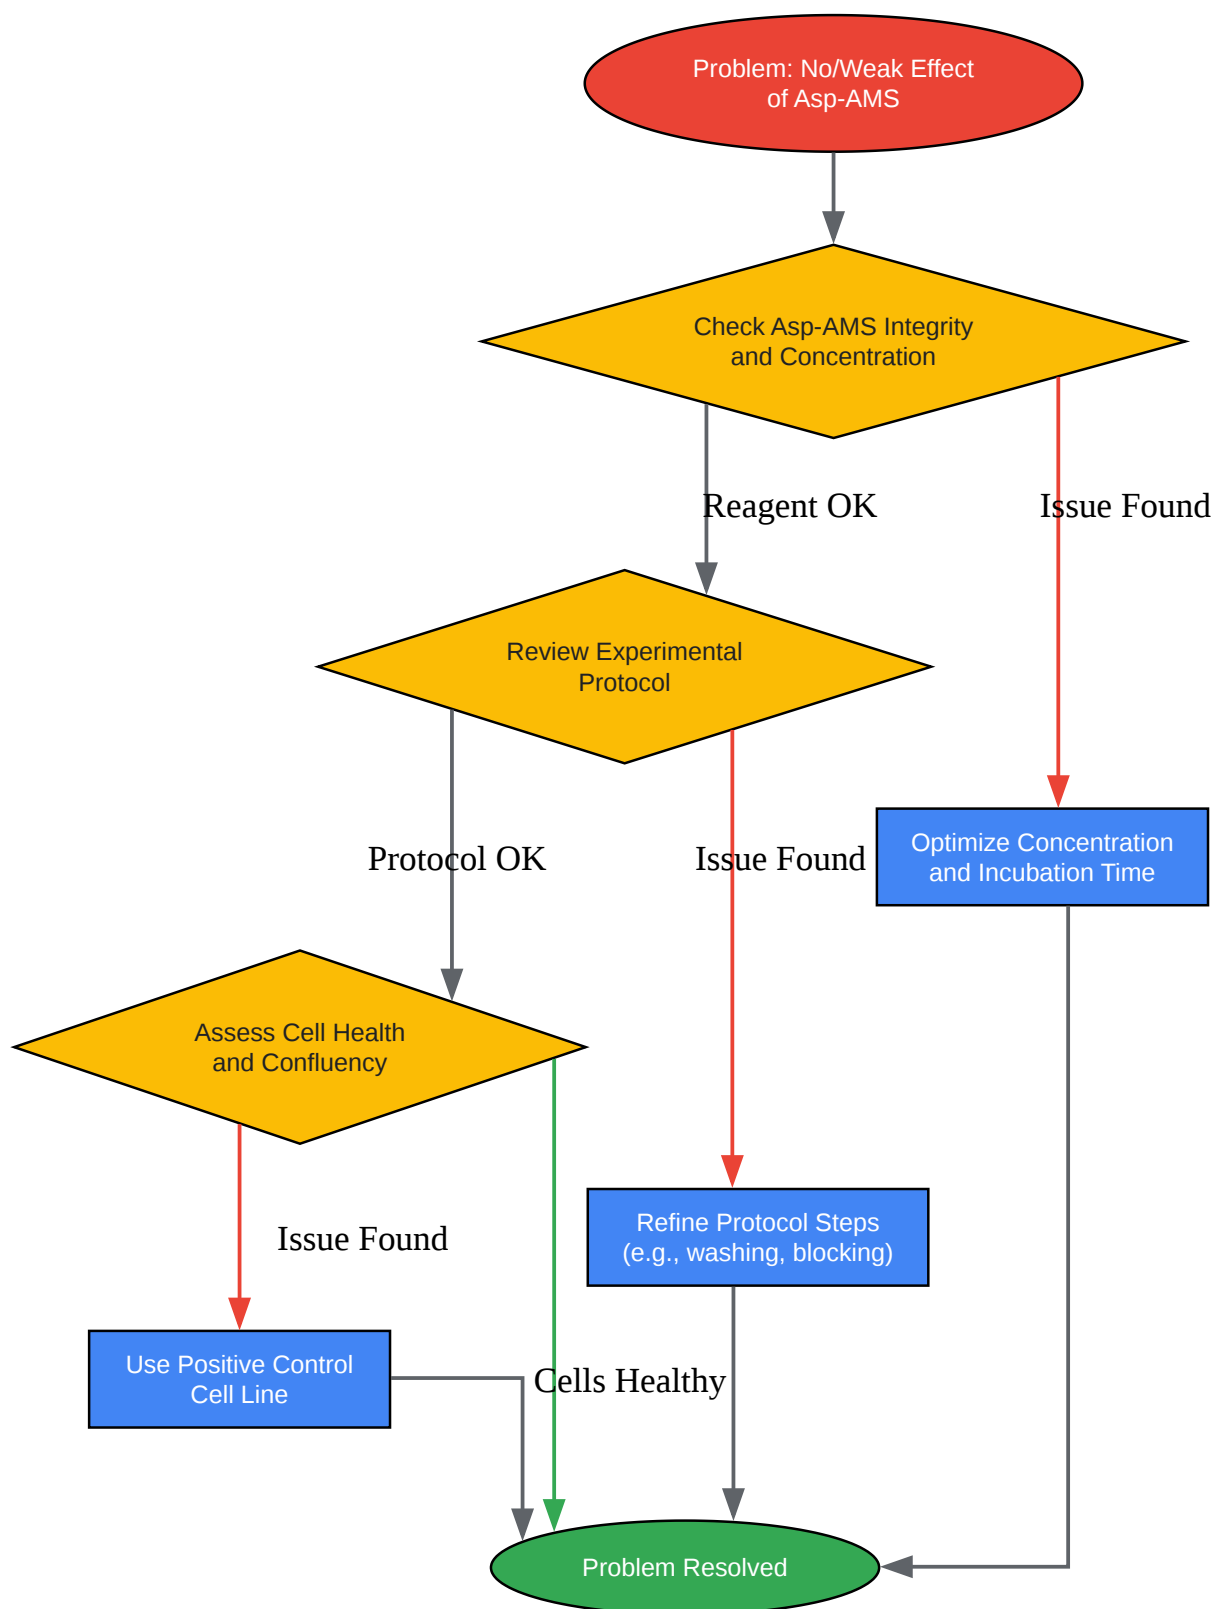 Problem: No/Weak Effect
of Asp-AMS
Check Asp-AMS Integrity
and Concentration
Reagent OK
Issue Found
Review Experimental
Protocol
Optimize Concentration
and Incubation Time
Protocol OK
Issue Found
Assess Cell Health
and Confluency
Refine Protocol Steps
(e.g., washing, blocking)
Issue Found
Use Positive Control
Cell Line
Cells Healthy
Problem Resolved